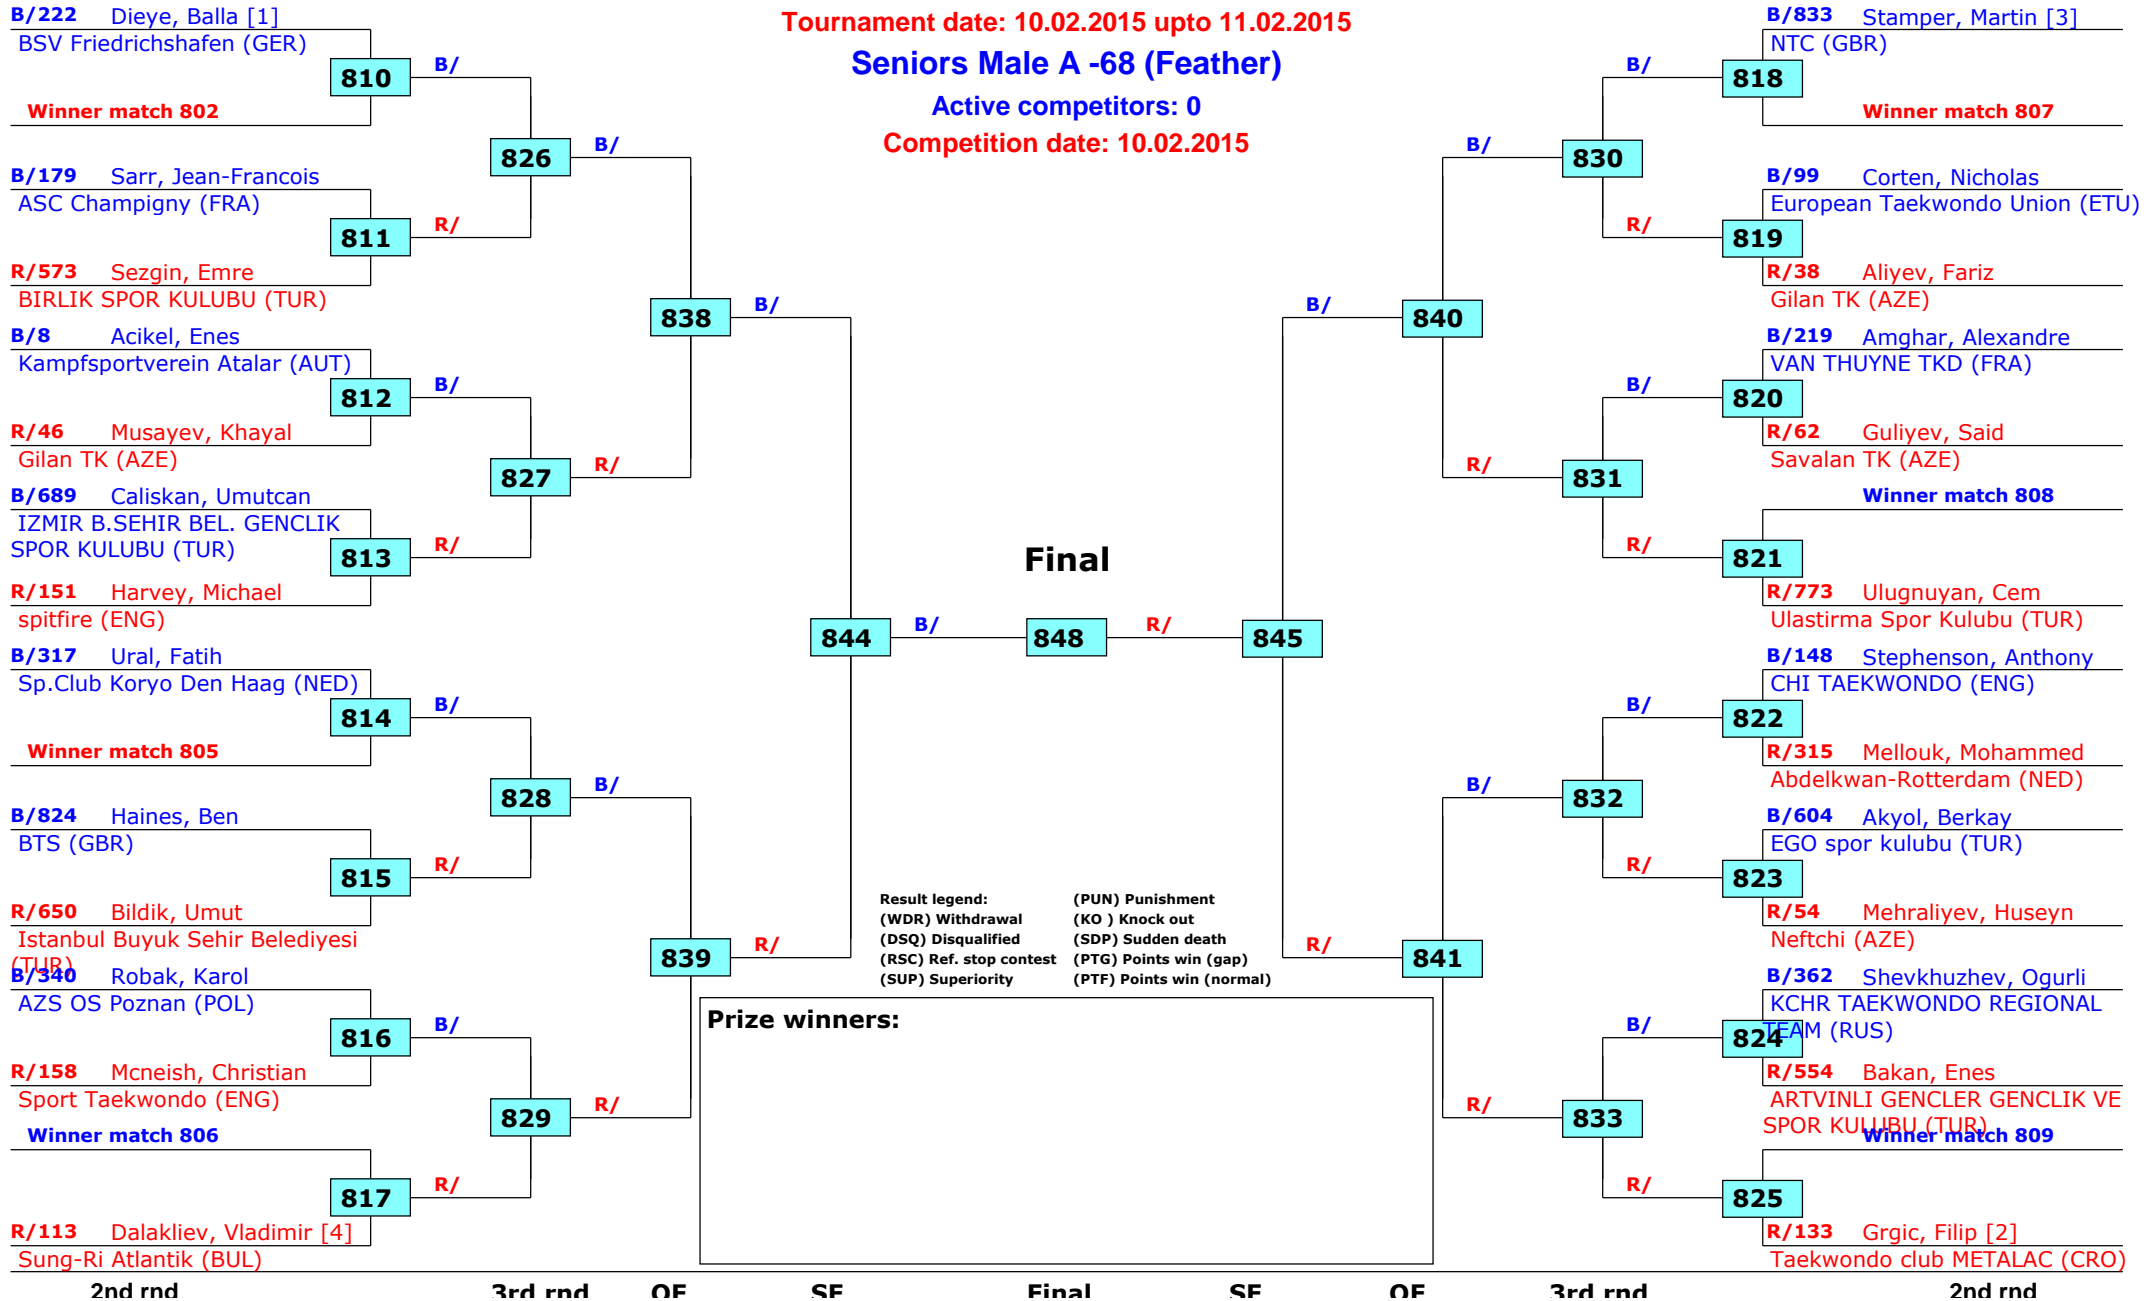 Tournament date: 10.02.2015 upto 11.02.2015
Seniors Male A -68 (Feather)
Active competitors: 0
Competition date: 10.02.2015
B/222 Dieye, Balla [1]
BSV Friedrichshafen (GER)
810
B/
Winner match 802
826
B/
B/179 Sarr, Jean-Francois
ASC Champigny (FRA)
811
R/
R/573 Sezgin, Emre
BIRLIK SPOR KULUBU (TUR)
838
B/
B/8 Acikel, Enes
Kampfsportverein Atalar (AUT)
812
B/
R/46 Musayev, Khayal
Gilan TK (AZE)
827
R/
B/689 Caliskan, Umutcan
IZMIR B.SEHIR BEL. GENCLIK
SPOR KULUBU (TUR)
813
R/
R/151 Harvey, Michael
spitfire (ENG)
844
B/
B/317 Ural, Fatih
Sp.Club Koryo Den Haag (NED)
814
B/
Winner match 805
828
B/
B/824 Haines, Ben
BTS (GBR)
815
R/
R/650 Bildik, Umut
Istanbul Buyuk Sehir Belediyesi
(TUR)
839
R/
B/340 Robak, Karol
AZS OS Poznan (POL)
816
B/
R/158 Mcneish, Christian
Sport Taekwondo (ENG)
829
R/
Winner match 806
817
R/
R/113 Dalakliev, Vladimir [4]
Sung-Ri Atlantik (BUL)
Final
848
R/
845
B/833 Stamper, Martin [3]
NTC (GBR)
B/
818
Winner match 807
B/
830
B/99 Corten, Nicholas
European Taekwondo Union (ETU)
R/
819
R/38 Aliyev, Fariz
Gilan TK (AZE)
B/
840
B/219 Amghar, Alexandre
VAN THUYNE TKD (FRA)
B/
820
R/62 Guliyev, Said
Savalan TK (AZE)
R/
831
Winner match 808
R/
821
R/773 Ulugnuyan, Cem
Ulastirma Spor Kulubu (TUR)
B/148 Stephenson, Anthony
CHI TAEKWONDO (ENG)
B/
822
R/315 Mellouk, Mohammed
Abdelkwan-Rotterdam (NED)
B/
832
B/604 Akyol, Berkay
EGO spor kulubu (TUR)
R/
823
R/54 Mehraliyev, Huseyn
Neftchi (AZE)
R/
841
B/362 Shevkhuzhev, Ogurli
KCHR TAEKWONDO REGIONAL
TEAM (RUS)
B/
824
R/554 Bakan, Enes
ARTVINLI GENCLER GENCLIK VE
SPOR KULUBU (TUR)
R/
833
Winner match 809
R/
825
R/133 Grgic, Filip [2]
Taekwondo club METALAC (CRO)
Result legend:
(WDR) Withdrawal
(DSQ) Disqualified
(RSC) Ref. stop contest
(SUP) Superiority
(PUN) Punishment
(KO ) Knock out
(SDP) Sudden death
(PTG) Points win (gap)
(PTF) Points win (normal)
Prize winners:
2nd rnd 3rd rnd QF SF Final SF QF 3rd rnd 2nd rnd